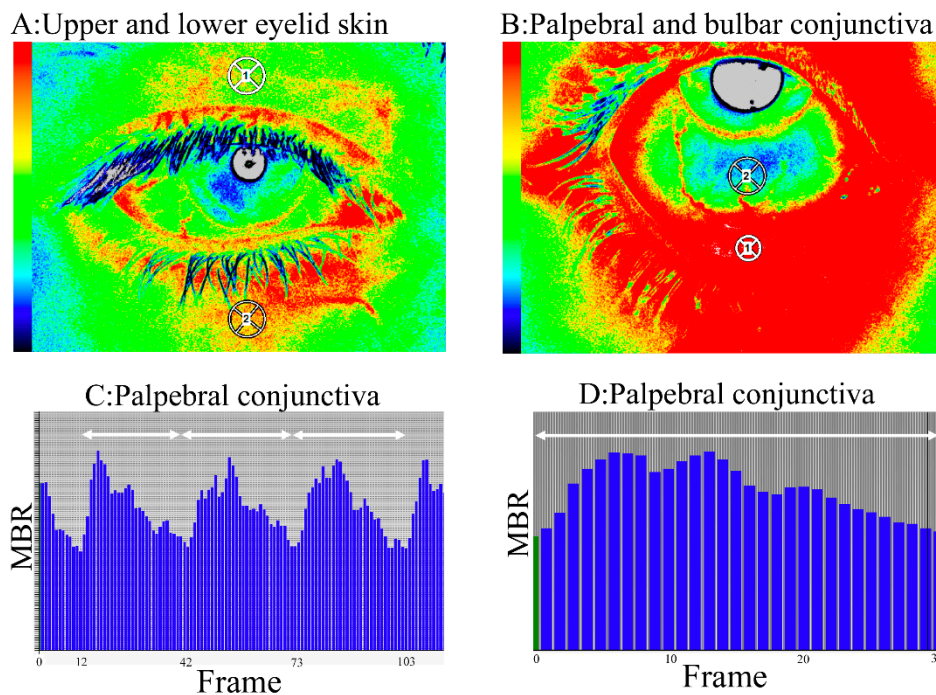 A:Upper and lower eyelid skin
B:Palpebral and bulbar conjunctiva
1
2
2
1
C:Palpebral conjunctiva
MBR
0 12 42 73 103
Frame
D:Palpebral conjunctiva
MBR
0 10 20
Frame